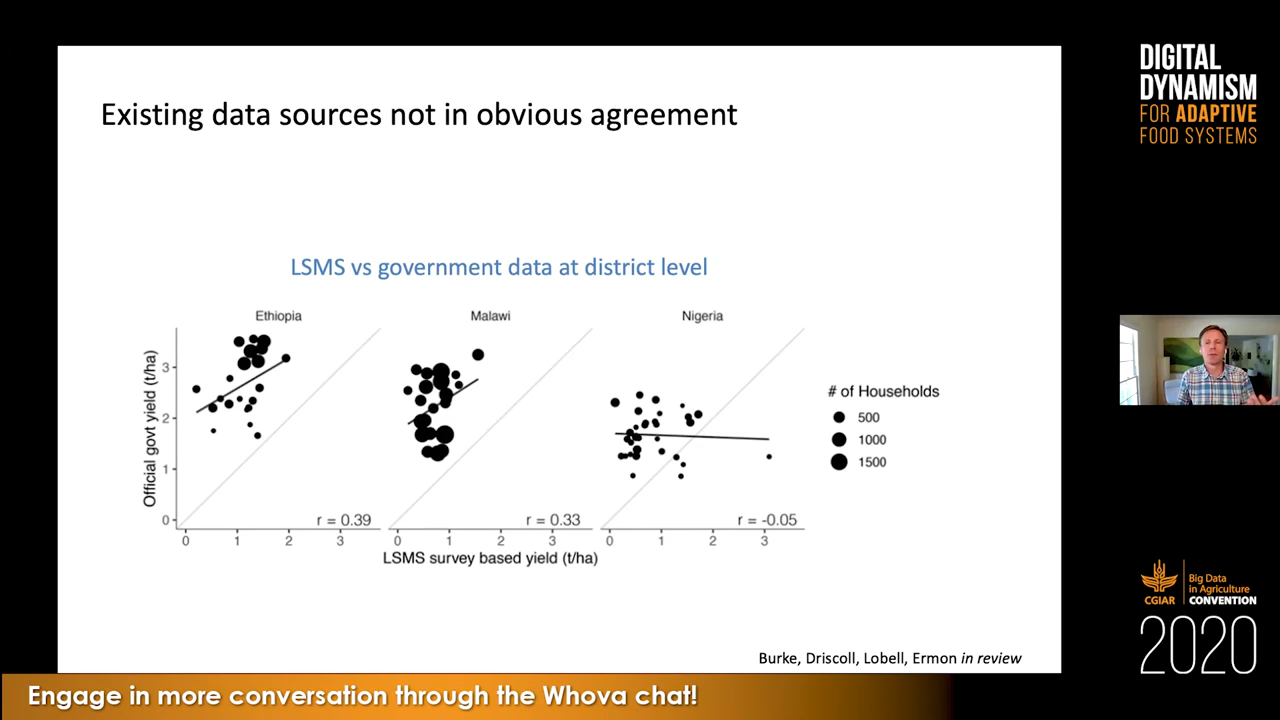 Existing data sources not in obvious agreement
LSMS vs government data at district level
Ethiopia
Malawi
Nigeria
Official govt yield (t/ha)
3
2
1
0
r = 0.39
r = 0.33
r = -0.05
0 1 2 3
0 1 2 3
0 1 2 3
LSMS survey based yield (t/ha)
# of Households
500
1000
1500
Burke, Driscoll, Lobell, Ermon in review
DIGITAL
DYNAMISM
FOR ADAPTIVE
FOOD SYSTEMS
CGIAR
Big Data
in Agriculture
CONVENTION
2020
Engage in more conversation through the Whova chat!